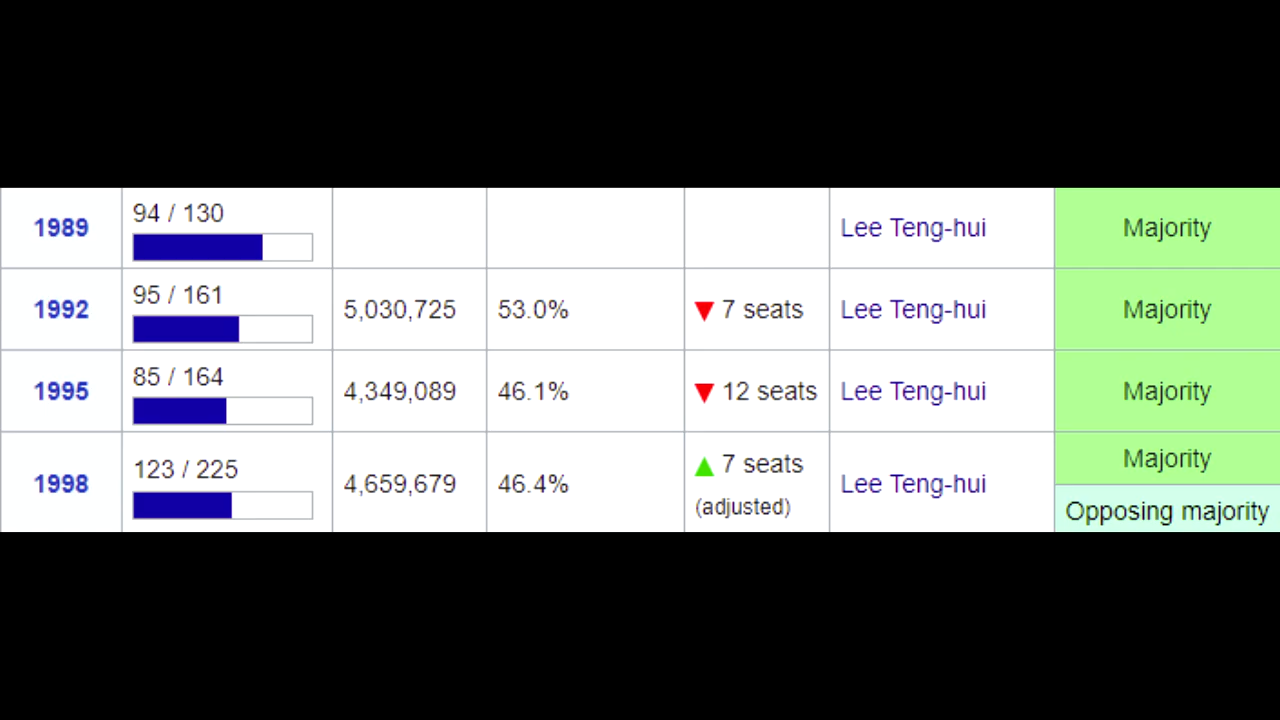 1989 94 / 130 Lee Teng-hui Majority
1992 95 / 161 5,030,725 53.0% ▼ 7 seats Lee Teng-hui Majority
1995 85 / 164 4,349,089 46.1% ▼ 12 seats Lee Teng-hui Majority
1998 123 / 225 4,659,679 46.4% ▲ 7 seats Lee Teng-hui Majority
(adjusted) Opposing majority